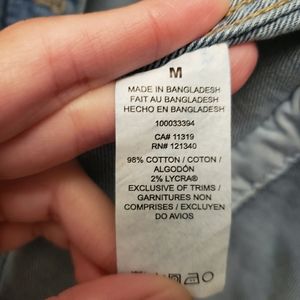 M
MADE IN BANGLADESH
FAIT AU BANGLADESH
HECHO EN BANGLADESH
100033394
CA# 11319
RN# 121340
98% COTTON / COTON /
ALGODÓN
2% LYCRA®
EXCLUSIVE OF TRIMS /
GARNITURES NON
COMPRISES / EXCLUYEN
DO AVIOS